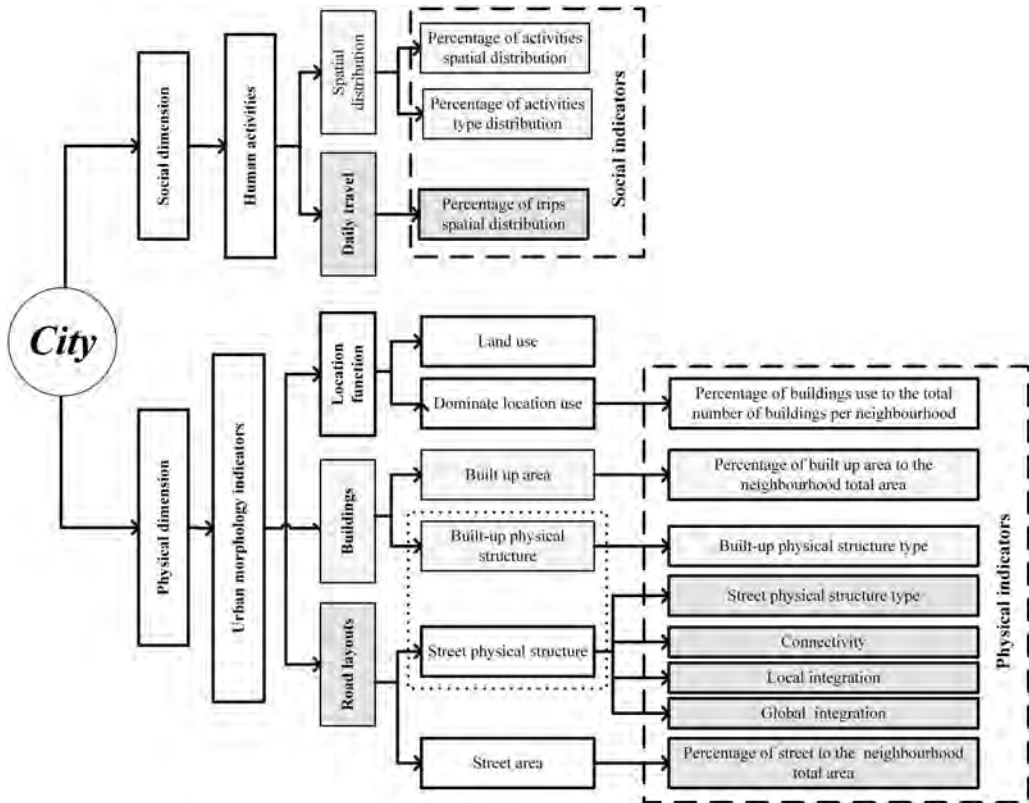 City
Social dimension
Human activities
Spatial
distribution
Daily travel
Percentage of activities
spatial distribution
Percentage of activities
type distribution
Percentage of trips
spatial distribution
Social indicators
Physical dimension
Urban morphology indicators
Location
function
Buildings
Road layouts
Land use
Dominate location use
Built up area
Built-up physical
structure
Street physical structure
Street area
Percentage of buildings use to the total
number of buildings per neighbourhood
Percentage of built up area to the
neighbourhood total area
Built-up physical structure type
Street physical structure type
Connectivity
Local integration
Global integration
Percentage of street to the neighbourhood
total area
Physical indicators